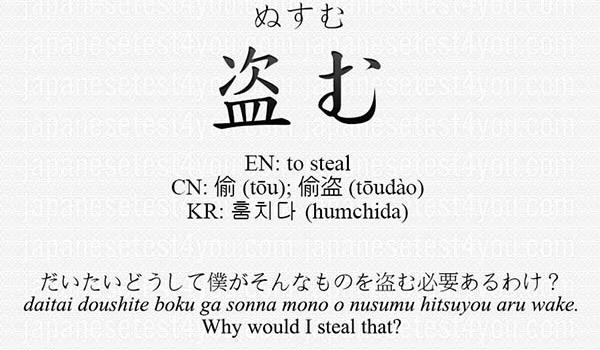 ぬすむ
盗む
EN: to steal
CN: 偷 (tōu); 偷盗 (tōudào)
KR: 훔치다 (humchida)
だいたいどうして僕がそんなものを盗む必要あるわけ？
daitai doushite boku ga sonna mono o nusumu hitsuyou aru wake.
Why would I steal that?